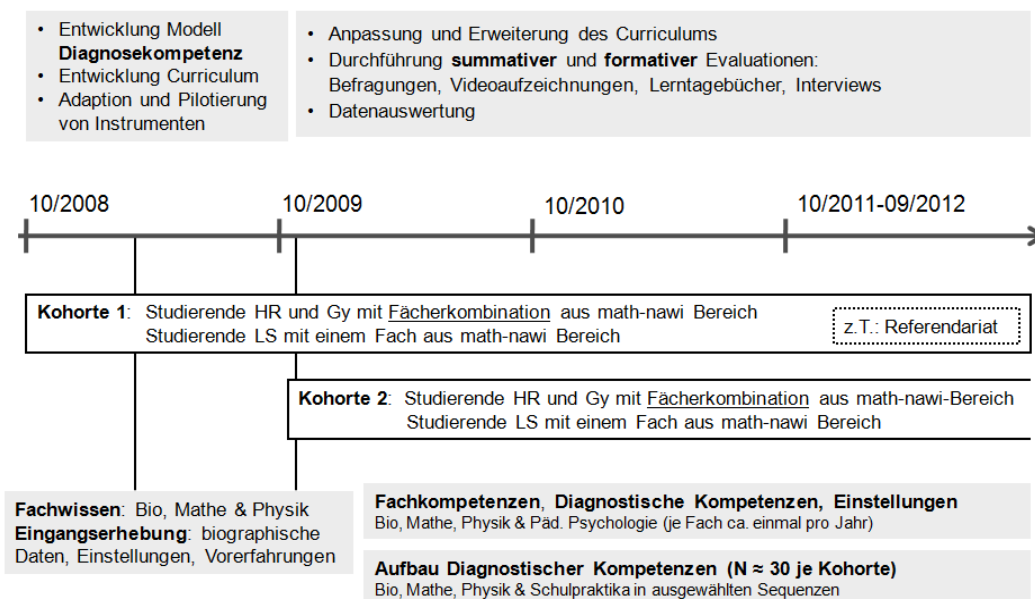 • Entwicklung Modell
Diagnosekompetenz
• Entwicklung Curriculum
• Adaption und Pilotierung
von Instrumenten
• Anpassung und Erweiterung des Curriculums
• Durchführung summativer und formativer Evaluationen:
Befragungen, Videoaufzeichnungen, Lerntagebücher, Interviews
• Datenauswertung
10/2008
10/2009
10/2010
10/2011-09/2012
Kohorte 1: Studierende HR und Gy mit Fächerkombination aus math-nawi Bereich
Studierende LS mit einem Fach aus math-nawi Bereich
z.T.: Referendariat
Kohorte 2: Studierende HR und Gy mit Fächerkombination aus math-nawi-Bereich
Studierende LS mit einem Fach aus math-nawi Bereich
Fachwissen: Bio, Mathe & Physik
Eingangserhebung: biographische
Daten, Einstellungen, Vorerfahrungen
Fachkompetenzen, Diagnostische Kompetenzen, Einstellungen
Bio, Mathe, Physik & Päd. Psychologie (je Fach ca. einmal pro Jahr)
Aufbau Diagnostischer Kompetenzen (N ≈ 30 je Kohorte)
Bio, Mathe, Physik & Schulpraktika in ausgewählten Sequenzen